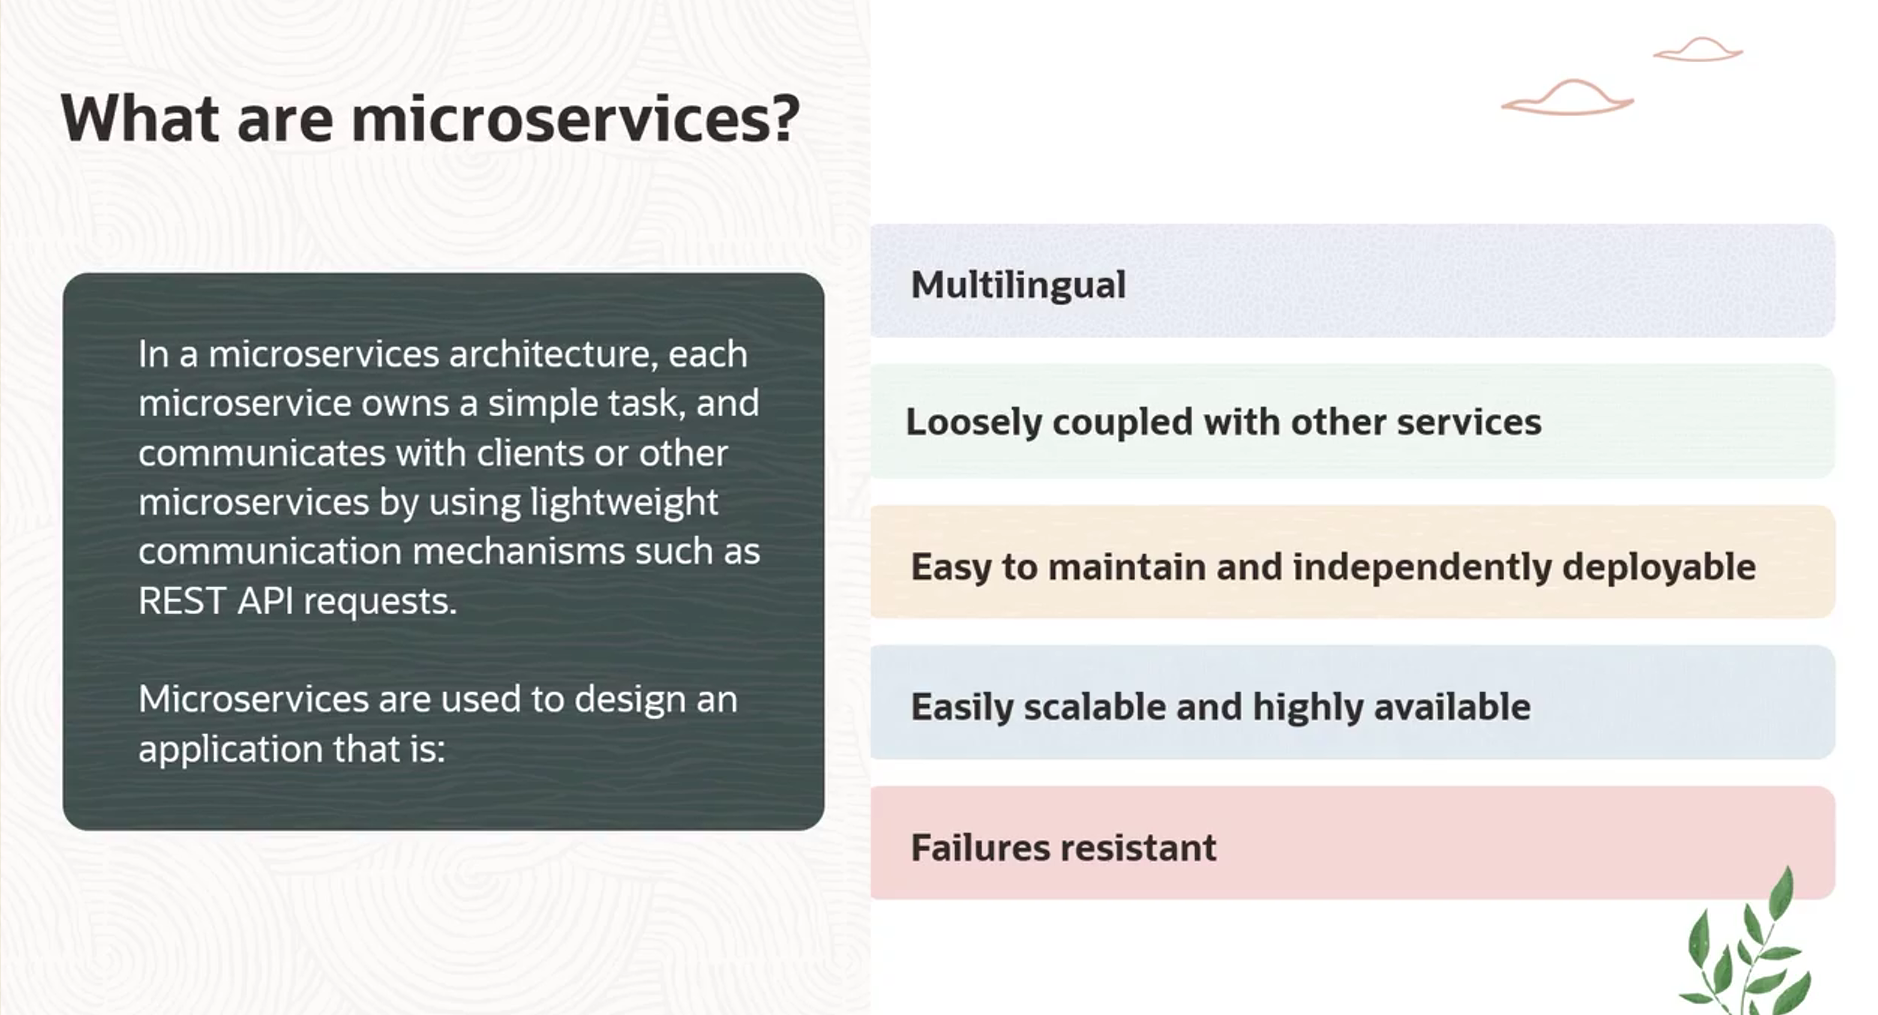 What are microservices?
In a microservices architecture, each
microservice owns a simple task, and
communicates with clients or other
microservices by using lightweight
communication mechanisms such as
REST API requests.
Microservices are used to design an
application that is:
Multilingual
Loosely coupled with other services
Easy to maintain and independently deployable
Easily scalable and highly available
Failures resistant